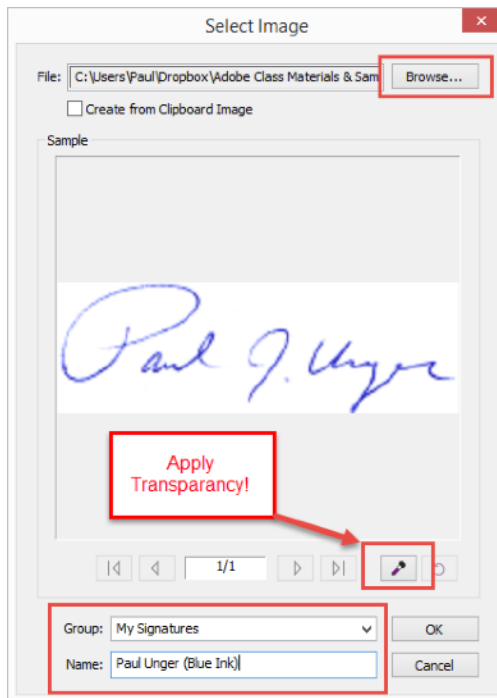 Select Image
File: C:\Users\Paul\Dropbox\Adobe Class Materials & Sam Browse...
Create from Clipboard Image
Sample
Paul J. Unger
Apply
Transparancy!
1/1
Group: My Signatures OK
Name: Paul Unger (Blue Ink) Cancel